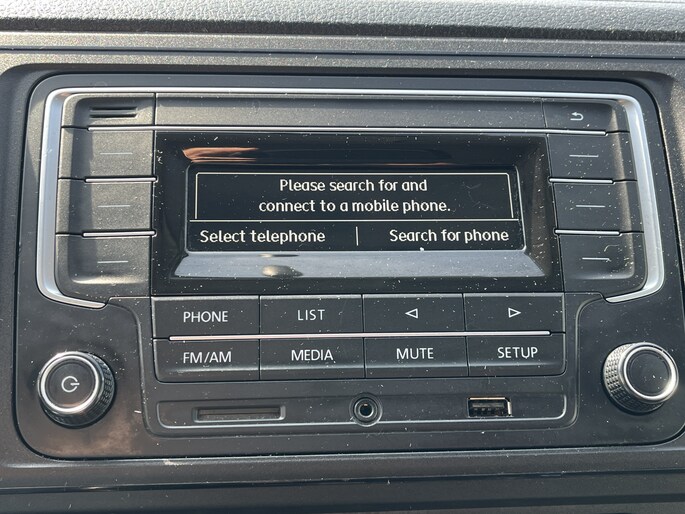 Please search for and
connect to a mobile phone.
Select telephone | Search for phone
PHONE LIST
FM/AM MEDIA MUTE SETUP